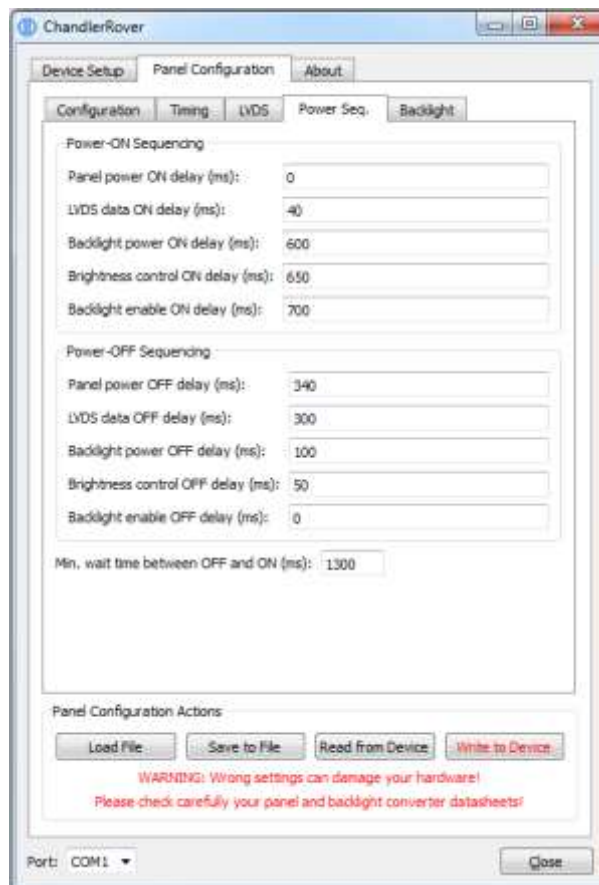 ChandlerRover
Device Setup Panel Configuration About
Configuration Timing LVDS Power Seq. Backlight
Power-ON Sequencing
Panel power ON delay (ms): 0
LVDS data ON delay (ms): 40
Backlight power ON delay (ms): 600
Brightness control ON delay (ms): 650
Backlight enable ON delay (ms): 700
Power-OFF Sequencing
Panel power OFF delay (ms): 340
LVDS data OFF delay (ms): 300
Backlight power OFF delay (ms): 100
Brightness control OFF delay (ms): 50
Backlight enable OFF delay (ms): 0
Min. wait time between OFF and ON (ms): 1300
Panel Configuration Actions
Load File Save to File Read from Device Write to Device
WARNING: Wrong settings can damage your hardware!
Please check carefully your panel and backlight converter datasheets!
Port: COM1 Close